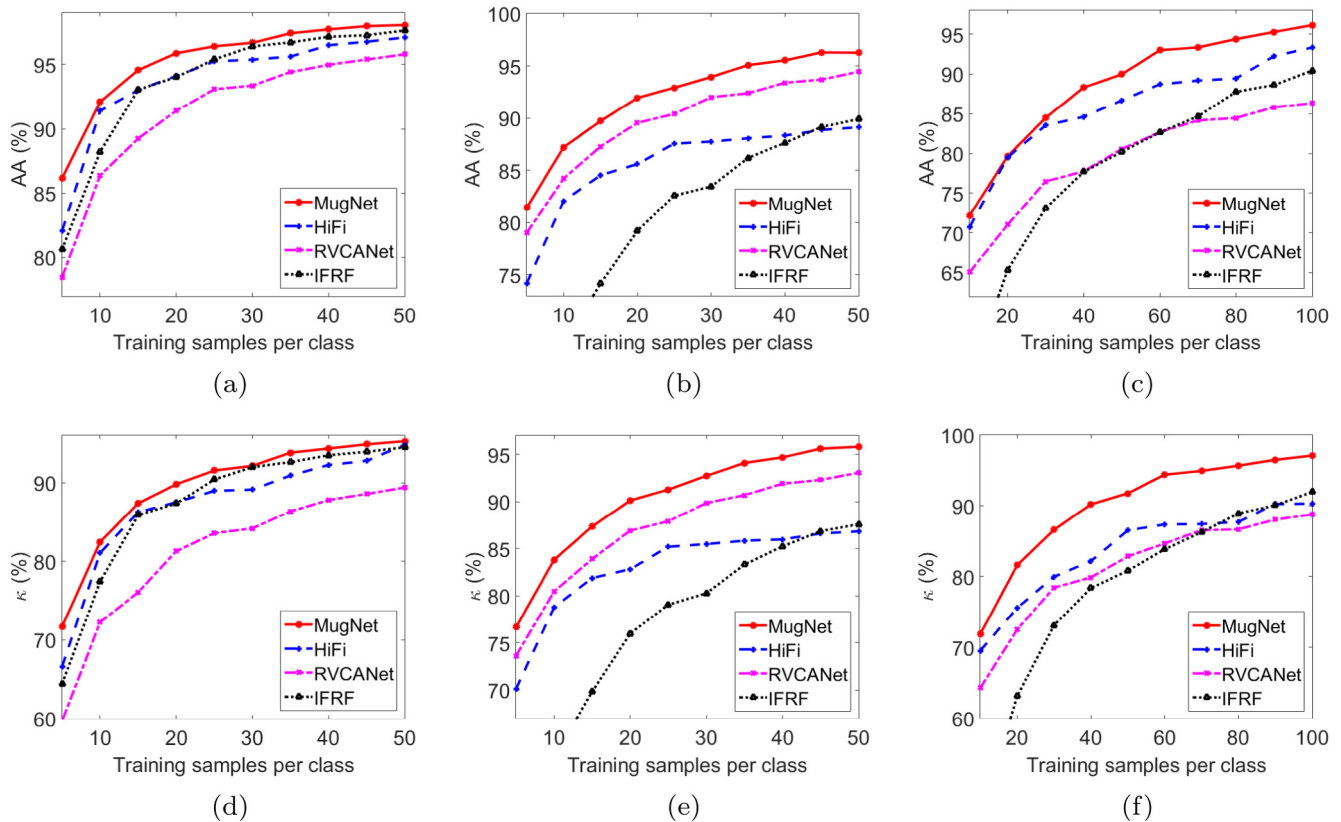 AA (%)
95
90
85
80
10 20 30 40 50
Training samples per class
MugNet
HiFi
RVCANet
IFRF
(a)
AA (%)
100
95
90
85
80
75
10 20 30 40 50
Training samples per class
MugNet
HiFi
RVCANet
IFRF
(b)
AA (%)
95
90
85
80
75
70
65
20 40 60 80 100
Training samples per class
MugNet
HiFi
RVCANet
IFRF
(c)
κ (%)
90
80
70
60
10 20 30 40 50
Training samples per class
MugNet
HiFi
RVCANet
IFRF
(d)
κ (%)
95
90
85
80
75
70
10 20 30 40 50
Training samples per class
MugNet
HiFi
RVCANet
IFRF
(e)
κ (%)
100
90
80
70
60
20 40 60 80 100
Training samples per class
MugNet
HiFi
RVCANet
IFRF
(f)